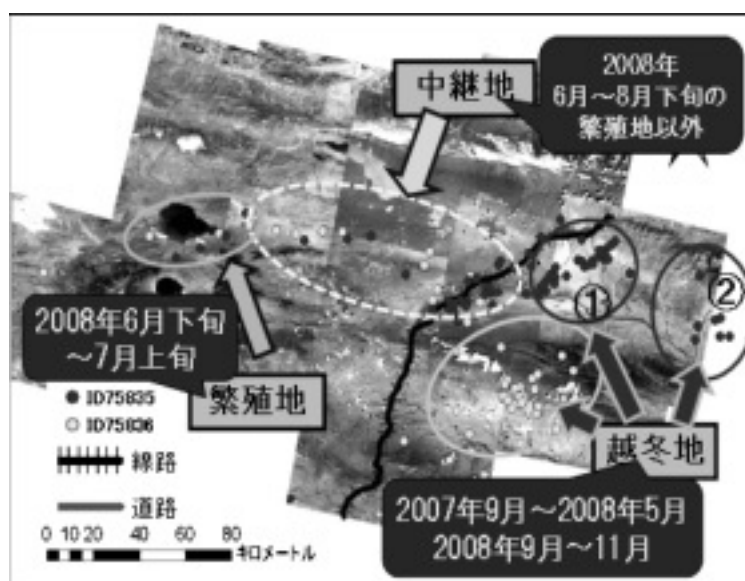 中継地
2008年
6月～8月下旬の
繁殖地以外
①
②
2008年6月下旬
～7月上旬
繁殖地
ID75835
ID75836
線路
道路
越冬地
2007年9月～2008年5月
2008年9月～11月
0 10 20 40 60 80
キロメートル